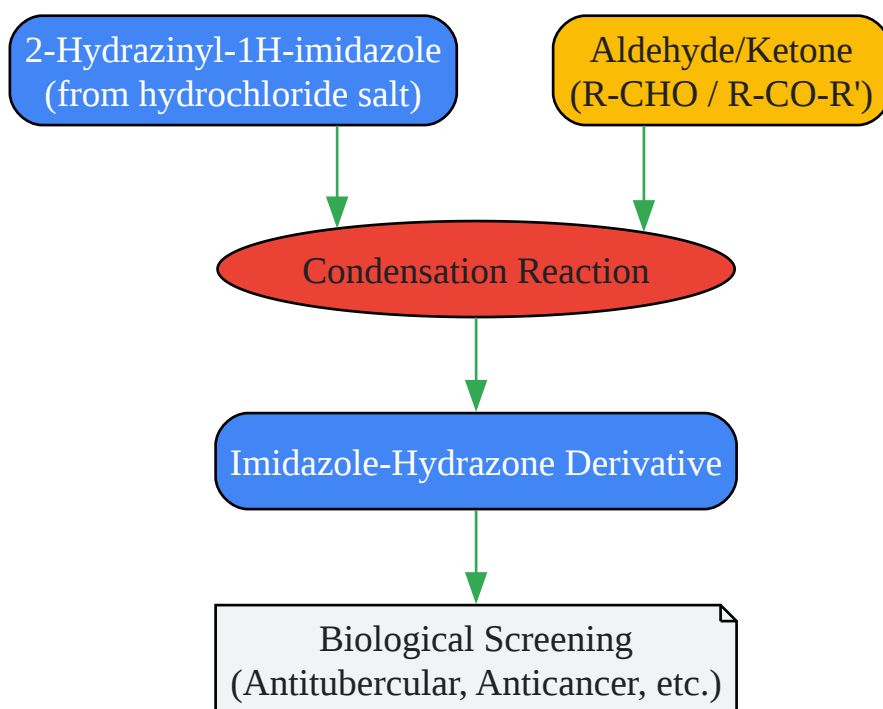 2-Hydrazinyl-1H-imidazole
(from hydrochloride salt)
Aldehyde/Ketone
(R-CHO / R-CO-R')
Condensation Reaction
Imidazole-Hydrazone Derivative
Biological Screening
(Antitubercular, Anticancer, etc.)